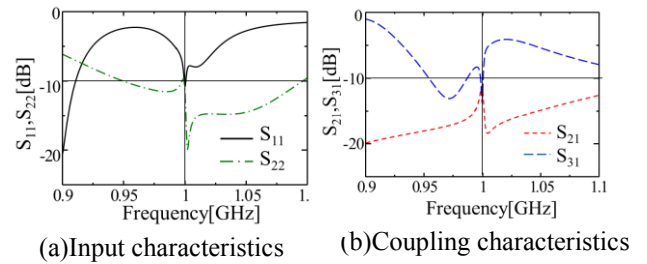 0
-10
-20
S11,S22[dB]
S11
S22
0.9
0.95
1
1.05
1.
Frequency[GHz]
(a)Input characteristics
0
-10
-20
S21,S31[dB]
S21
S31
0.9
0.95
1
1.05
1.1
Frequency[GHz]
(b)Coupling characteristics